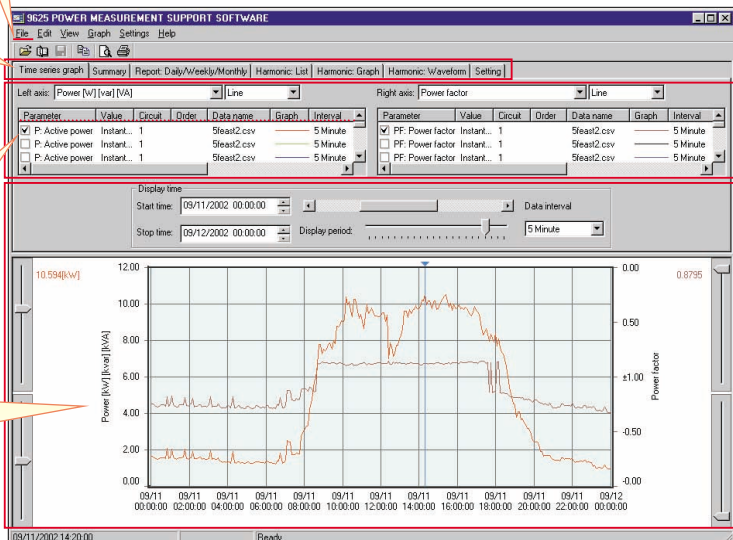 9625 POWER MEASUREMENT SUPPORT SOFTWARE
File Edit View Graph Settings Help
Time series graph Summary Report: Daily/Weekly/Monthly Harmonic: List Harmonic: Graph Harmonic: Waveform Setting
Left axis: Power [W] [var] [VA] Line Right axis: Power factor Line
Parameter Value Circuit Order Data name Graph Interval
P: Active power Instant... 1 5feast2.csv 5 Minute
P: Active power Instant... 1 5feast2.csv 5 Minute
P: Active power Instant... 1 5feast2.csv 5 Minute
Parameter Value Circuit Order Data name Graph Interval
PF: Power factor Instant... 1 5feast2.csv 5 Minute
PF: Power factor Instant... 1 5feast2.csv 5 Minute
PF: Power factor Instant... 1 5feast2.csv 5 Minute
Display time
Start time: 09/11/2002 00:00:00 Data interval
Stop time: 09/12/2002 00:00:00 Display period: 5 Minute
10.594[kW] 0.8795
Power [kW] [kvar] [kVA]
12.00
10.00
8.00
6.00
4.00
2.00
0.00
0.00
0.50
±1.00
-0.50
-0.00
Power factor
09/11 09/11 09/11 09/11 09/11 09/11 09/11 09/11 09/11 09/11 09/11 09/11 09/12
00:00:00 02:00:00 04:00:00 06:00:00 08:00:00 10:00:00 12:00:00 14:00:00 16:00:00 18:00:00 20:00:00 22:00:00 00:00:00
09/11/2002 14:20:00 Ready